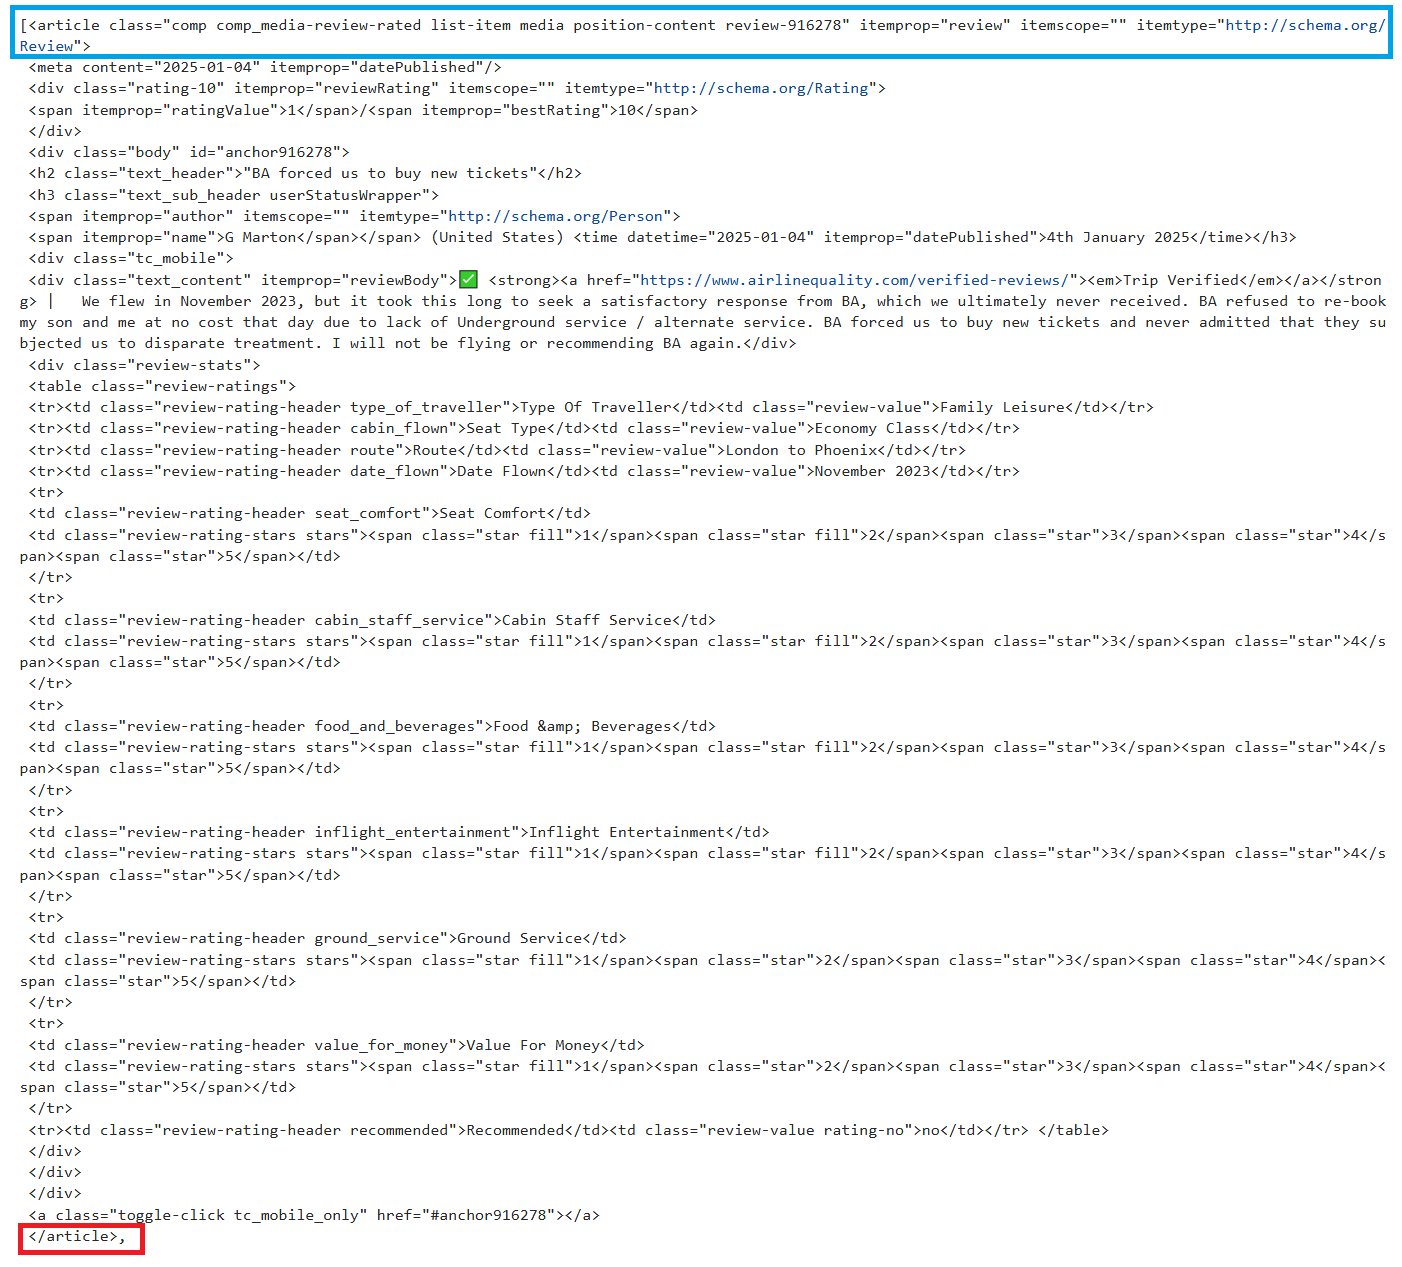 [<article class="comp comp_media-review-rated list-item media position-content review-916278" itemprop="review" itemscope="" itemtype="http://schema.org/
Review">
<meta content="2025-01-04" itemprop="datePublished"/>
<div class="rating-10" itemprop="reviewRating" itemscope="" itemtype="http://schema.org/Rating">
<span itemprop="ratingValue">1</span>/<span itemprop="bestRating">10</span>
</div>
<div class="body" id="anchor916278">
<h2 class="text_header">"BA forced us to buy new tickets"</h2>
<h3 class="text_sub_header userStatusWrapper">
<span itemprop="author" itemscope="" itemtype="http://schema.org/Person">
<span itemprop="name">G Marton</span></span> (United States) <time datetime="2025-01-04" itemprop="datePublished">4th January 2025</time></h3>
<div class="tc_mobile">
<div class="text_content" itemprop="reviewBody">✅ <strong><a href="https://www.airlinequality.com/verified-reviews/"><em>Trip Verified</em></a></stron
g> |   We flew in November 2023, but it took this long to seek a satisfactory response from BA, which we ultimately never received. BA refused to re-book
my son and me at no cost that day due to lack of Underground service / alternate service. BA forced us to buy new tickets and never admitted that they su
bjected us to disparate treatment. I will not be flying or recommending BA again.</div>
<div class="review-stats">
<table class="review-ratings">
<tr><td class="review-rating-header type_of_traveller">Type Of Traveller</td><td class="review-value">Family Leisure</td></tr>
<tr><td class="review-rating-header cabin_flown">Seat Type</td><td class="review-value">Economy Class</td></tr>
<tr><td class="review-rating-header route">Route</td><td class="review-value">London to Phoenix</td></tr>
<tr><td class="review-rating-header date_flown">Date Flown</td><td class="review-value">November 2023</td></tr>
<tr>
<td class="review-rating-header seat_comfort">Seat Comfort</td>
<td class="review-rating-stars stars"><span class="star fill">1</span><span class="star fill">2</span><span class="star">3</span><span class="star">4</s
pan><span class="star">5</span></td>
</tr>
<tr>
<td class="review-rating-header cabin_staff_service">Cabin Staff Service</td>
<td class="review-rating-stars stars"><span class="star fill">1</span><span class="star fill">2</span><span class="star">3</span><span class="star">4</s
pan><span class="star">5</span></td>
</tr>
<tr>
<td class="review-rating-header food_and_beverages">Food &amp; Beverages</td>
<td class="review-rating-stars stars"><span class="star fill">1</span><span class="star fill">2</span><span class="star">3</span><span class="star">4</s
pan><span class="star">5</span></td>
</tr>
<tr>
<td class="review-rating-header inflight_entertainment">Inflight Entertainment</td>
<td class="review-rating-stars stars"><span class="star fill">1</span><span class="star fill">2</span><span class="star">3</span><span class="star">4</s
pan><span class="star">5</span></td>
</tr>
<tr>
<td class="review-rating-header ground_service">Ground Service</td>
<td class="review-rating-stars stars"><span class="star fill">1</span><span class="star">2</span><span class="star">3</span><span class="star">4</span><
span class="star">5</span></td>
</tr>
<tr>
<td class="review-rating-header value_for_money">Value For Money</td>
<td class="review-rating-stars stars"><span class="star fill">1</span><span class="star">2</span><span class="star">3</span><span class="star">4</span><
span class="star">5</span></td>
</tr>
<tr><td class="review-rating-header recommended">Recommended</td><td class="review-value rating-no">no</td></tr> </table>
</div>
</div>
</div>
<a class="toggle-click tc_mobile_only" href="#anchor916278"></a>
</article>,